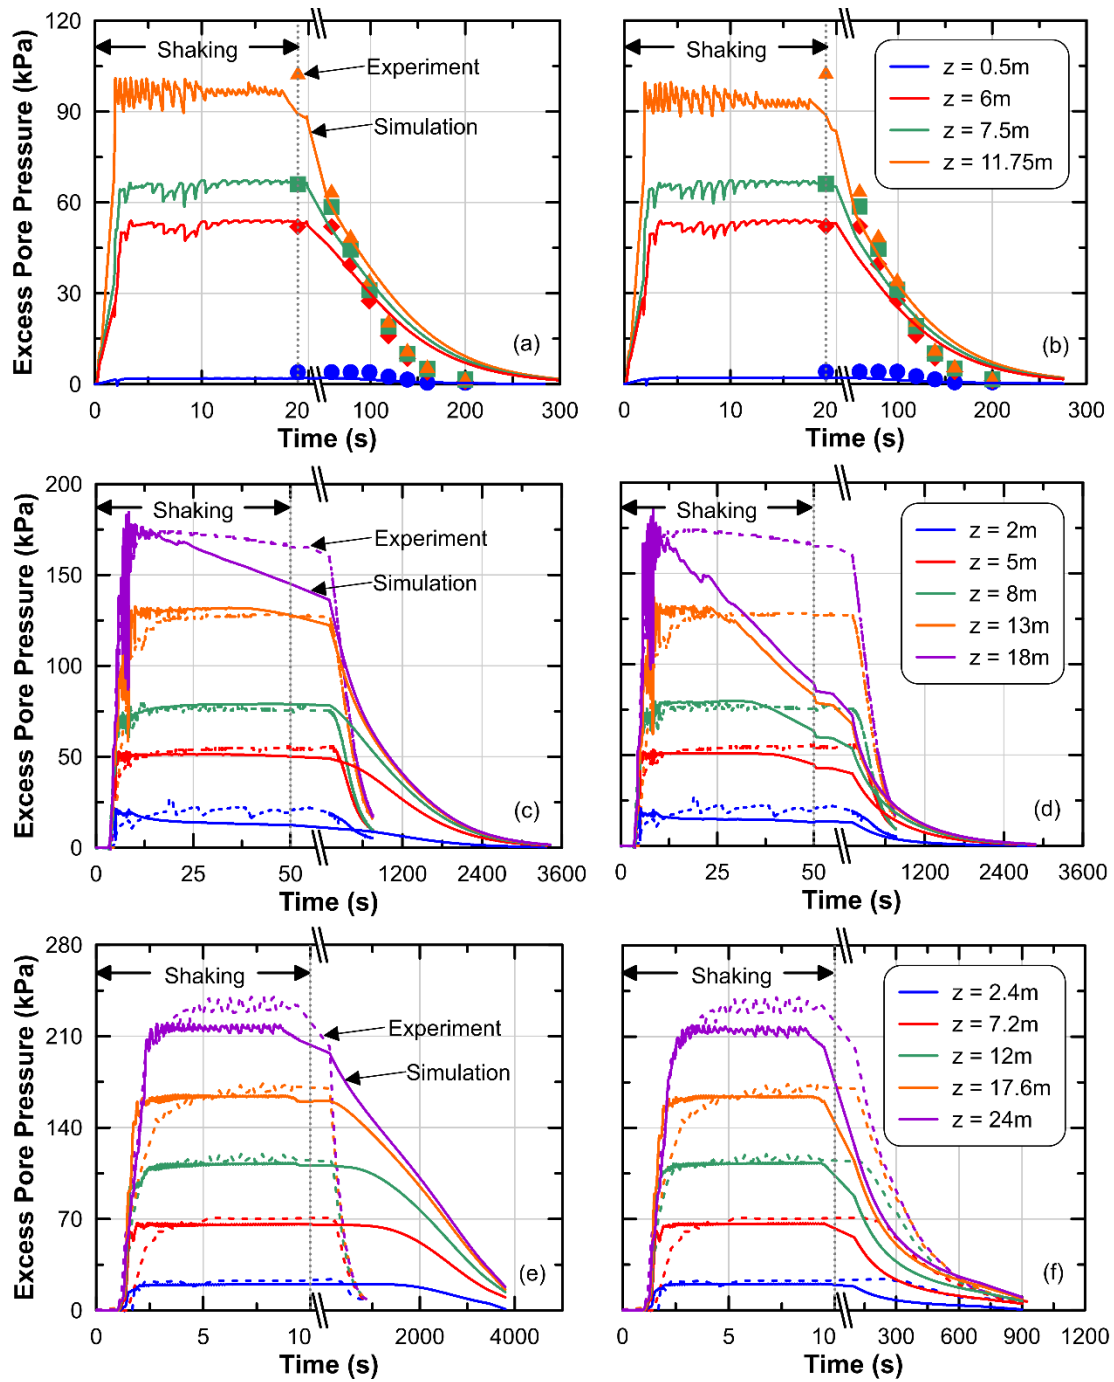 120
90
60
30
0
Excess Pore Pressure (kPa)
Shaking
Experiment
Simulation
(a)
0
10
20
100
200
300
Time (s)
Shaking
z = 0.5m
z = 6m
z = 7.5m
z = 11.75m
(b)
0
10
20
100
200
300
Time (s)
200
150
100
50
0
Excess Pore Pressure (kPa)
Shaking
Experiment
Simulation
(c)
0
25
50
1200
2400
3600
Time (s)
Shaking
z = 2m
z = 5m
z = 8m
z = 13m
z = 18m
(d)
0
25
50
1200
2400
3600
Time (s)
280
210
140
70
0
Excess Pore Pressure (kPa)
Shaking
Experiment
Simulation
(e)
0
5
10
2000
4000
Time (s)
Shaking
z = 2.4m
z = 7.2m
z = 12m
z = 17.6m
z = 24m
(f)
0
5
10
300
600
900
1200
Time (s)